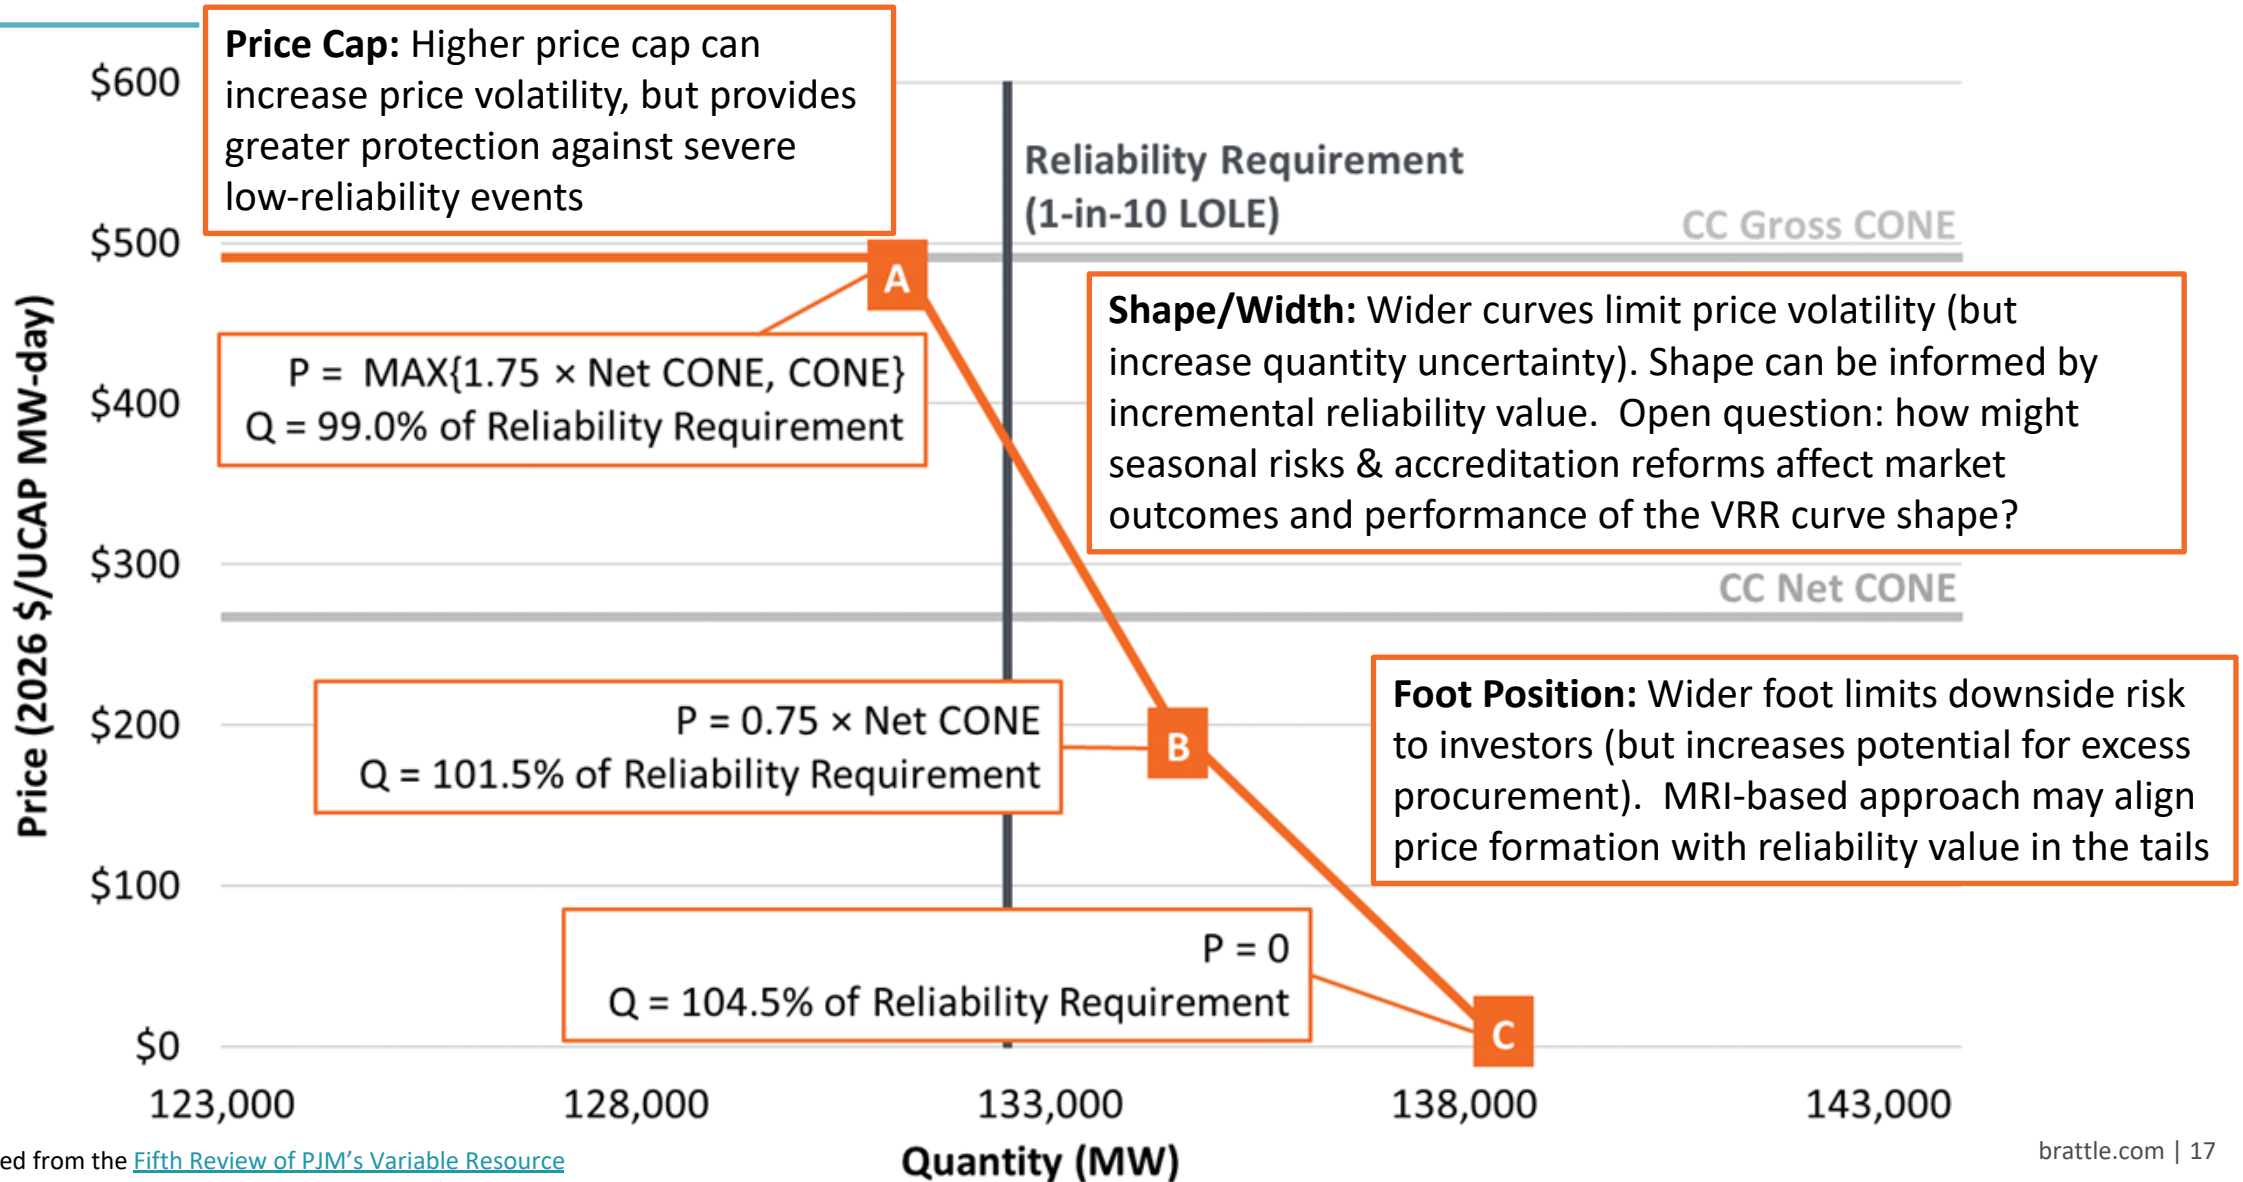 Price Cap: Higher price cap can
increase price volatility, but provides
greater protection against severe
low-reliability events
$600
$500
$400
$300
$200
$100
$0
Price (2026 $/UCAP MW-day)
Reliability Requirement
(1-in-10 LOLE)
CC Gross CONE
A
P = MAX{1.75 × Net CONE, CONE}
Q = 99.0% of Reliability Requirement
Shape/Width: Wider curves limit price volatility (but
increase quantity uncertainty). Shape can be informed by
incremental reliability value. Open question: how might
seasonal risks & accreditation reforms affect market
outcomes and performance of the VRR curve shape?
CC Net CONE
P = 0.75 × Net CONE
Q = 101.5% of Reliability Requirement
B
Foot Position: Wider foot limits downside risk
to investors (but increases potential for excess
procurement). MRI-based approach may align
price formation with reliability value in the tails
P = 0
Q = 104.5% of Reliability Requirement
C
123,000 128,000 133,000 138,000 143,000
Quantity (MW)
ed from the Fifth Review of PJM's Variable Resource
brattle.com | 17